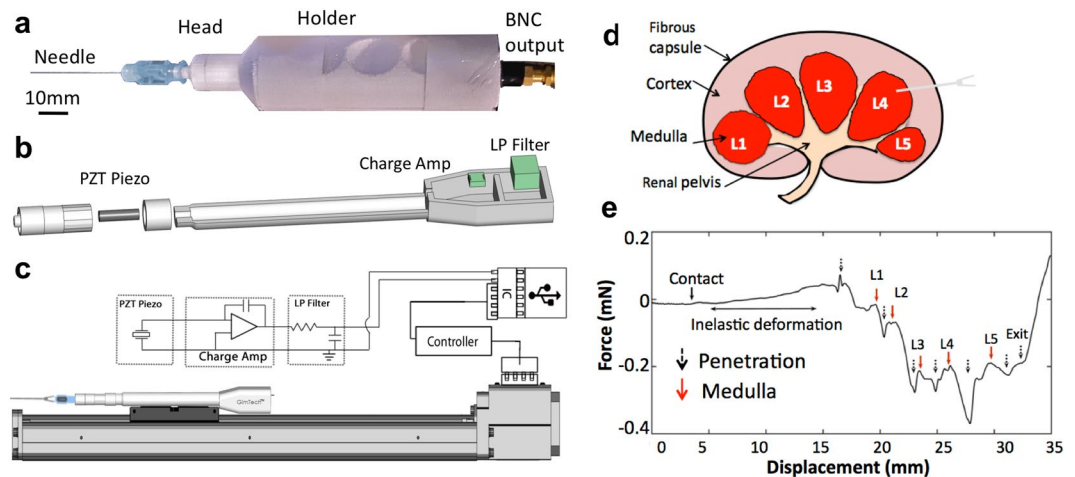 a
Needle
Head
Holder
BNC
output
10mm
b
PZT Piezo
Charge Amp
LP Filter
c
PZT Piezo
Charge Amp
LP Filter
IC
Controller
GimTech™
d
Fibrous
capsule
Cortex
Medulla
Renal pelvis
L1
L2
L3
L4
L5
e
Force (mN)
0.2
0
-0.2
-0.4
Contact
Inelastic deformation
Penetration
Medulla
L1
L2
L3
L4
L5
Exit
0
5
10
15
20
25
30
35
Displacement (mm)